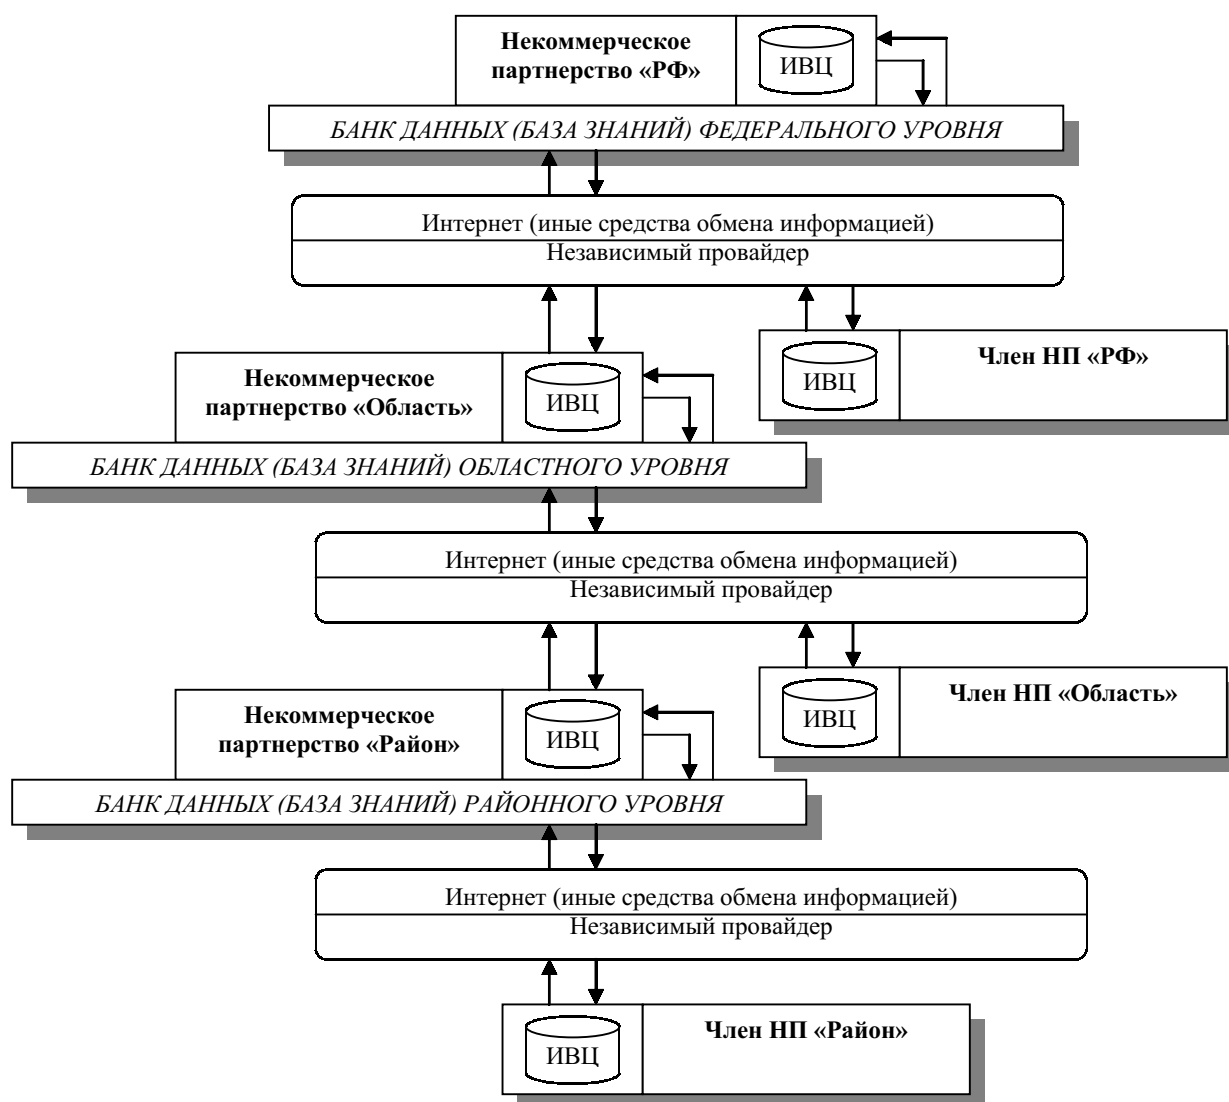 Некоммерческое
партнерство «РФ»
ИВЦ
БАНК ДАННЫХ (БАЗА ЗНАНИЙ) ФЕДЕРАЛЬНОГО УРОВНЯ
Интернет (иные средства обмена информацией)
Независимый провайдер
ИВЦ
Член НП «РФ»
Некоммерческое
партнерство «Область»
ИВЦ
БАНК ДАННЫХ (БАЗА ЗНАНИЙ) ОБЛАСТНОГО УРОВНЯ
Интернет (иные средства обмена информацией)
Независимый провайдер
ИВЦ
Член НП «Область»
Некоммерческое
партнерство «Район»
ИВЦ
БАНК ДАННЫХ (БАЗА ЗНАНИЙ) РАЙОННОГО УРОВНЯ
Интернет (иные средства обмена информацией)
Независимый провайдер
ИВЦ
Член НП «Район»